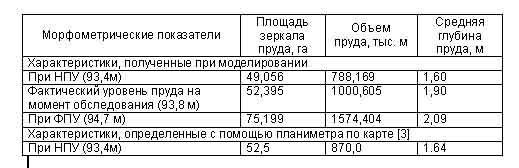 Морфометрические показатели
Площадь зеркала пруда, га
Объем пруда, тыс. м
Средняя глубина пруда, м
Характеристики, полученные при моделировании
При НПУ (93,4м) 49,056 788,169 1,60
Фактический уровень пруда на момент обследования (93,8 м) 52,395 1000,605 1,90
При ФПУ (94,7 м) 75,199 1574,404 2,09
Характеристики, определенные с помощью планиметра по карте [3]
При НПУ (93,4м) 52,5 870,0 1.64